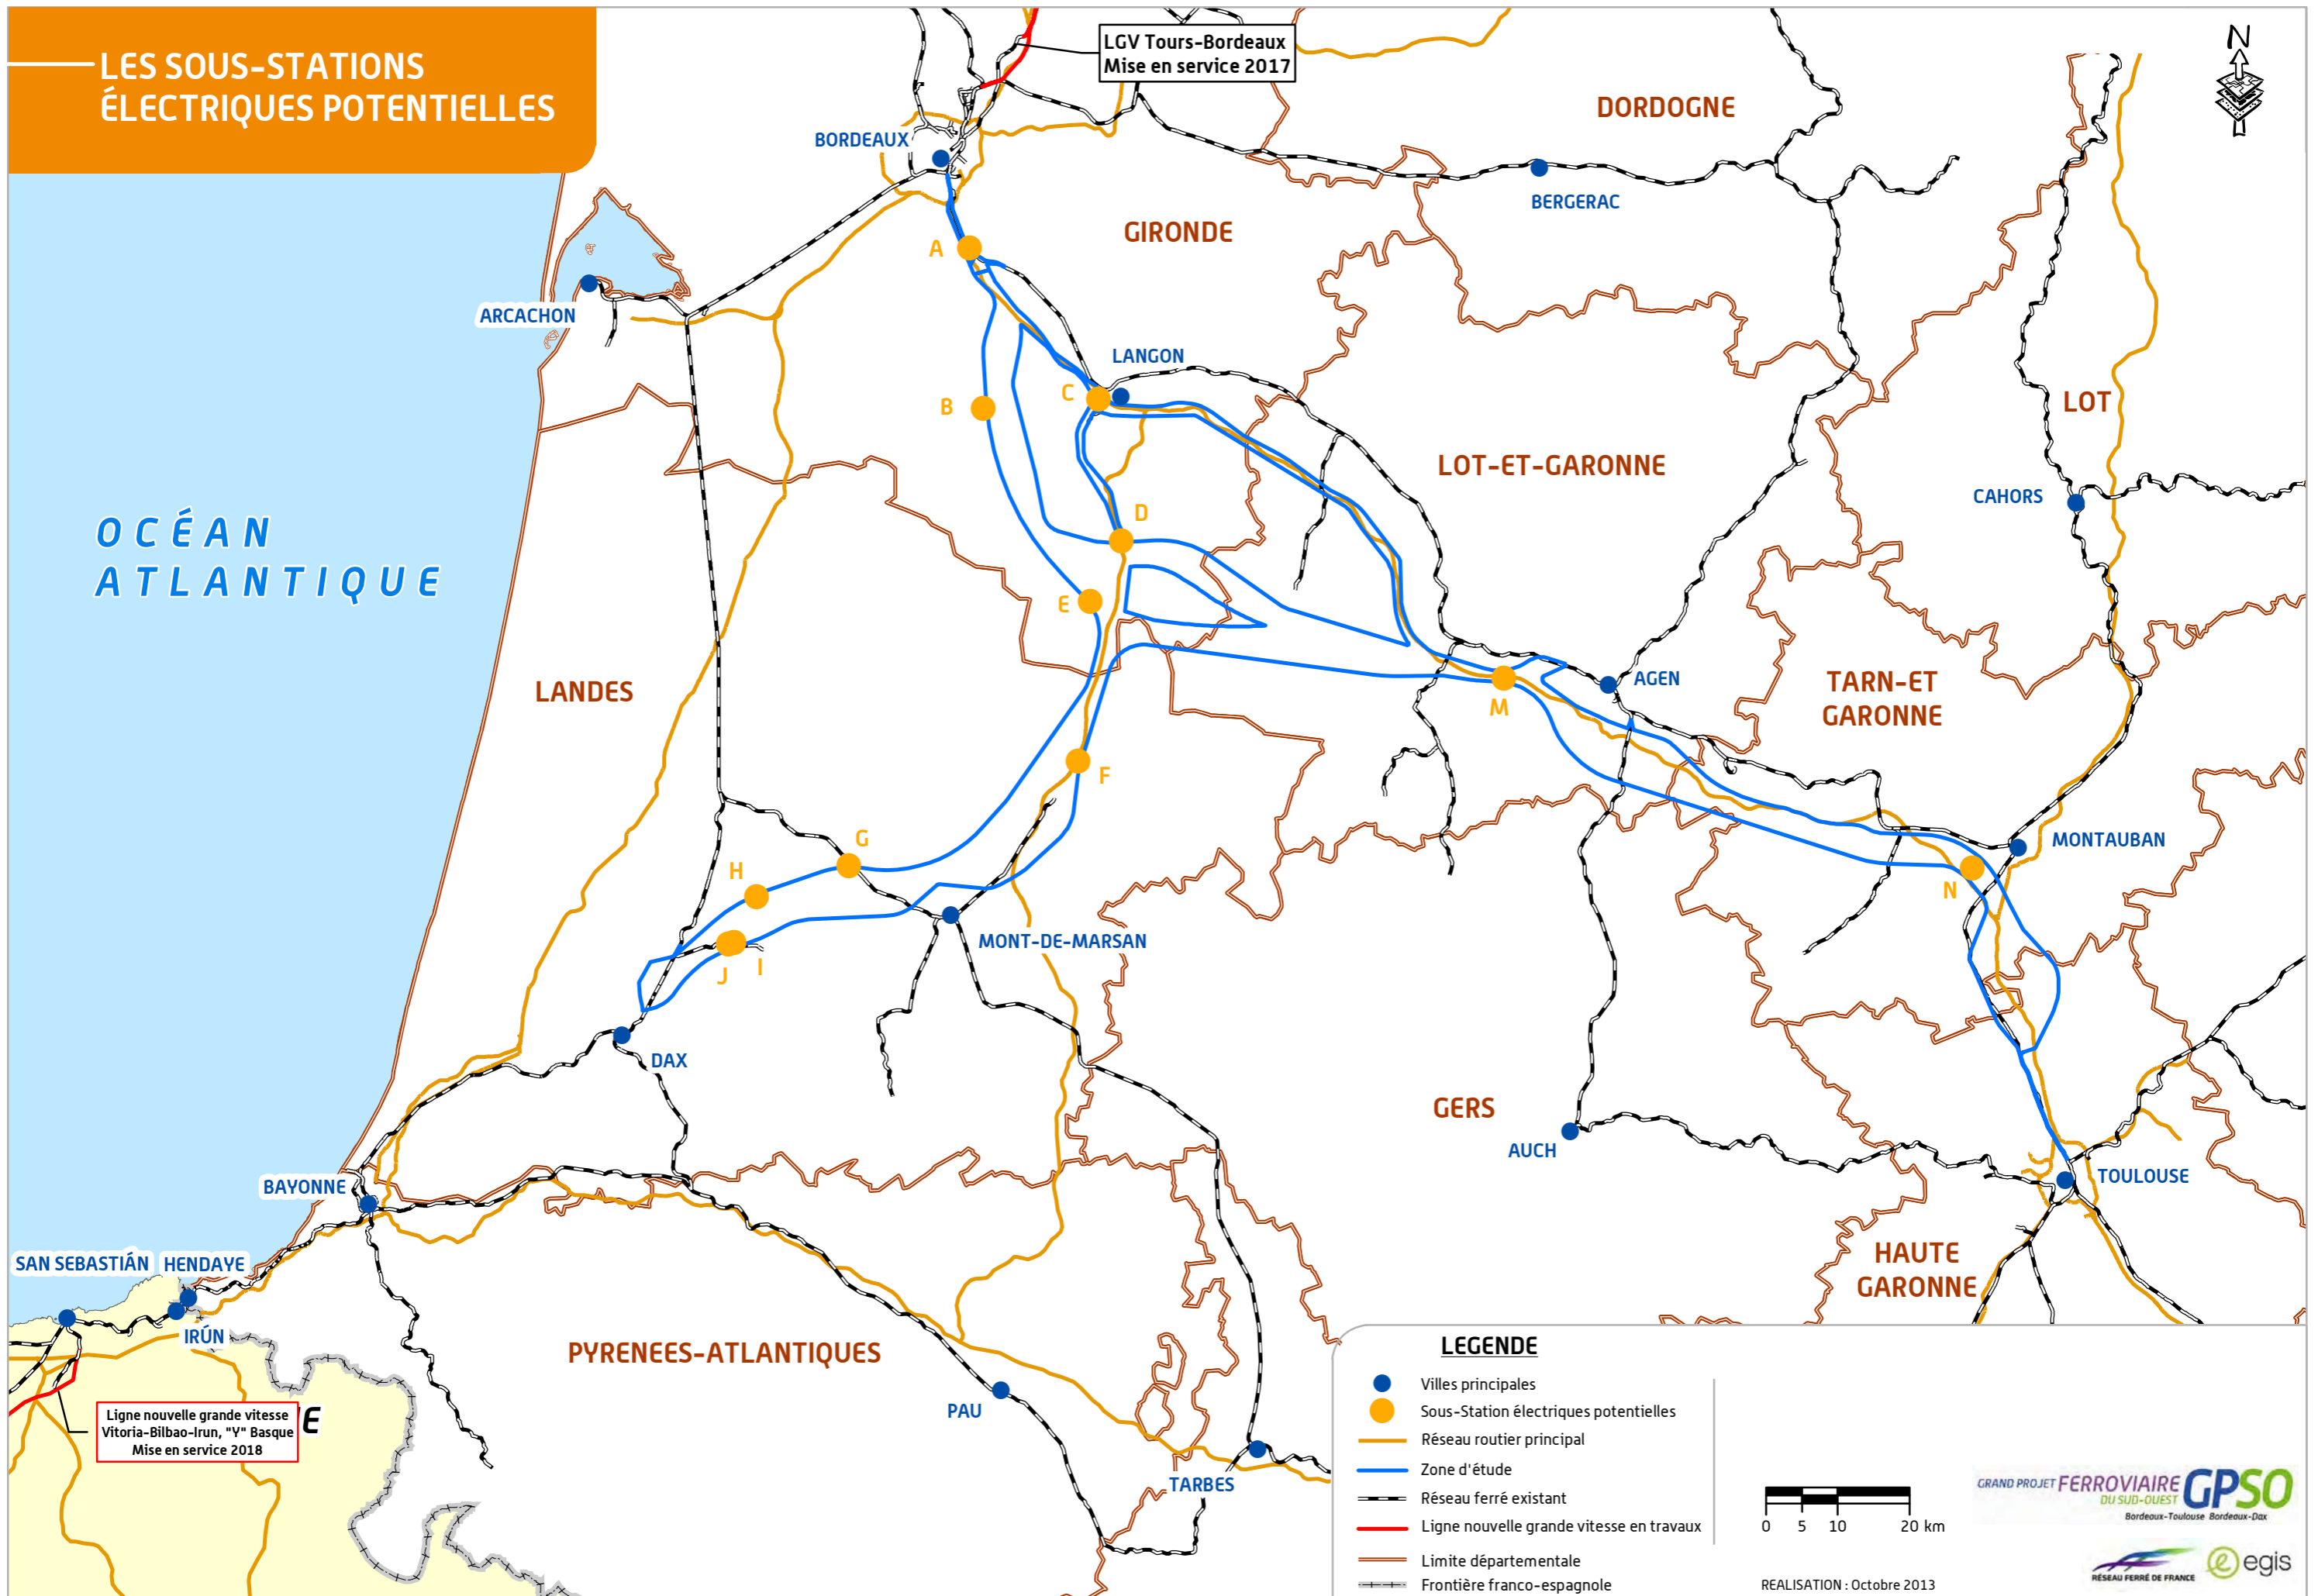 LES SOUS-STATIONS
ÉLECTRIQUES POTENTIELLES
LGV Tours-Bordeaux
Mise en service 2017
N
DORDOGNE
BORDEAUX
BERGERAC
GIRONDE
A
ARCACHON
LANGON
C
B
LOT
LOT-ET-GARONNE
CAHORS
OCÉAN
ATLANTIQUE
D
E
LANDES
AGEN
TARN-ET
GARONNE
M
F
G
MONTAUBAN
H
N
MONT-DE-MARSAN
J
I
DAX
GERS
AUCH
TOULOUSE
BAYONNE
SAN SEBASTIÁN
HENDAYE
HAUTE
GARONNE
IRÚN
PYRENEES-ATLANTIQUES
PAU
TARBES
Ligne nouvelle grande vitesse
Vitoria-Bilbao-Irun, "Y" Basque
Mise en service 2018
E
LEGENDE
Villes principales
Sous-Station électriques potentielles
Réseau routier principal
Zone d'étude
Réseau ferré existant
Ligne nouvelle grande vitesse en travaux
Limite départementale
Frontière franco-espagnole
0 5 10 20 km
REALISATION : Octobre 2013
GRAND PROJET FERROVIAIRE
DU SUD-OUEST
GPSO
Bordeaux-Toulouse Bordeaux-Dax
RÉSEAU FERRÉ DE FRANCE
egis